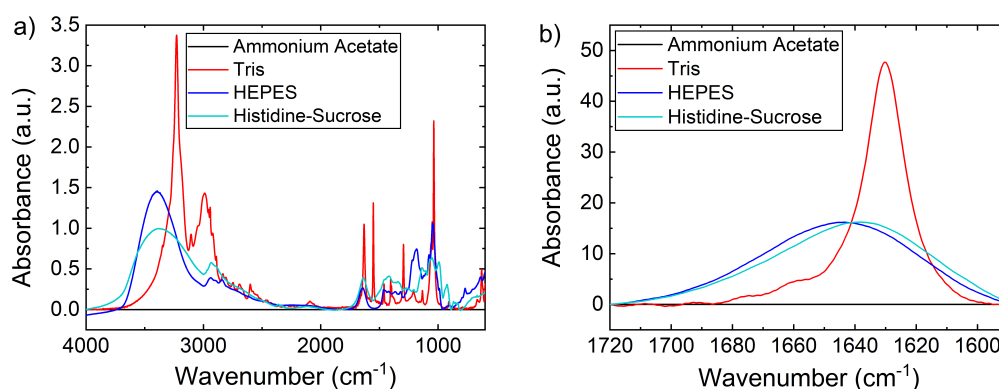 a)
3.5
3.0
2.5
2.0
1.5
1.0
0.5
0.0
Absorbance (a.u.)
Ammonium Acetate
Tris
HEPES
Histidine-Sucrose
4000 3000 2000 1000
Wavenumber (cm-1)
b)
50
40
30
20
10
0
Absorbance (a.u.)
Ammonium Acetate
Tris
HEPES
Histidine-Sucrose
1720 1700 1680 1660 1640 1620 1600
Wavenumber (cm-1)